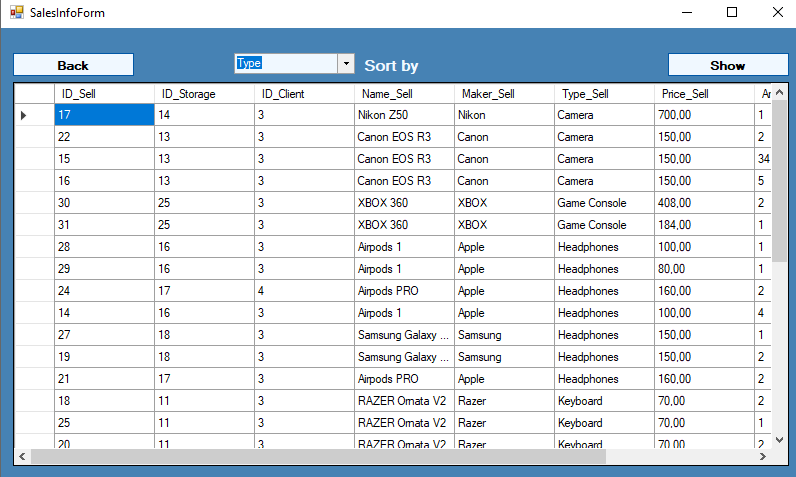 SalesInfoForm
Back Type Sort by Show
ID_Sell ID_Storage ID_Client Name_Sell Maker_Sell Type_Sell Price_Sell Ar
17 14 3 Nikon Z50 Nikon Camera 700,00 1
22 13 3 Canon EOS R3 Canon Camera 150,00 2
15 13 3 Canon EOS R3 Canon Camera 150,00 34
16 13 3 Canon EOS R3 Canon Camera 150,00 5
30 25 3 XBOX 360 XBOX Game Console 408,00 2
31 25 3 XBOX 360 XBOX Game Console 184,00 1
28 16 3 Airpods 1 Apple Headphones 100,00 1
29 16 3 Airpods 1 Apple Headphones 80,00 1
24 17 4 Airpods PRO Apple Headphones 160,00 2
14 16 3 Airpods 1 Apple Headphones 100,00 4
27 18 3 Samsung Galaxy ... Samsung Headphones 150,00 1
19 18 3 Samsung Galaxy ... Samsung Headphones 150,00 2
21 17 3 Airpods PRO Apple Headphones 160,00 2
18 11 3 RAZER Ornata V2 Razer Keyboard 70,00 2
25 11 3 RAZER Ornata V2 Razer Keyboard 70,00 1
20 11 3 RAZER Ornata V2 Razer Keyboard 70,00 2